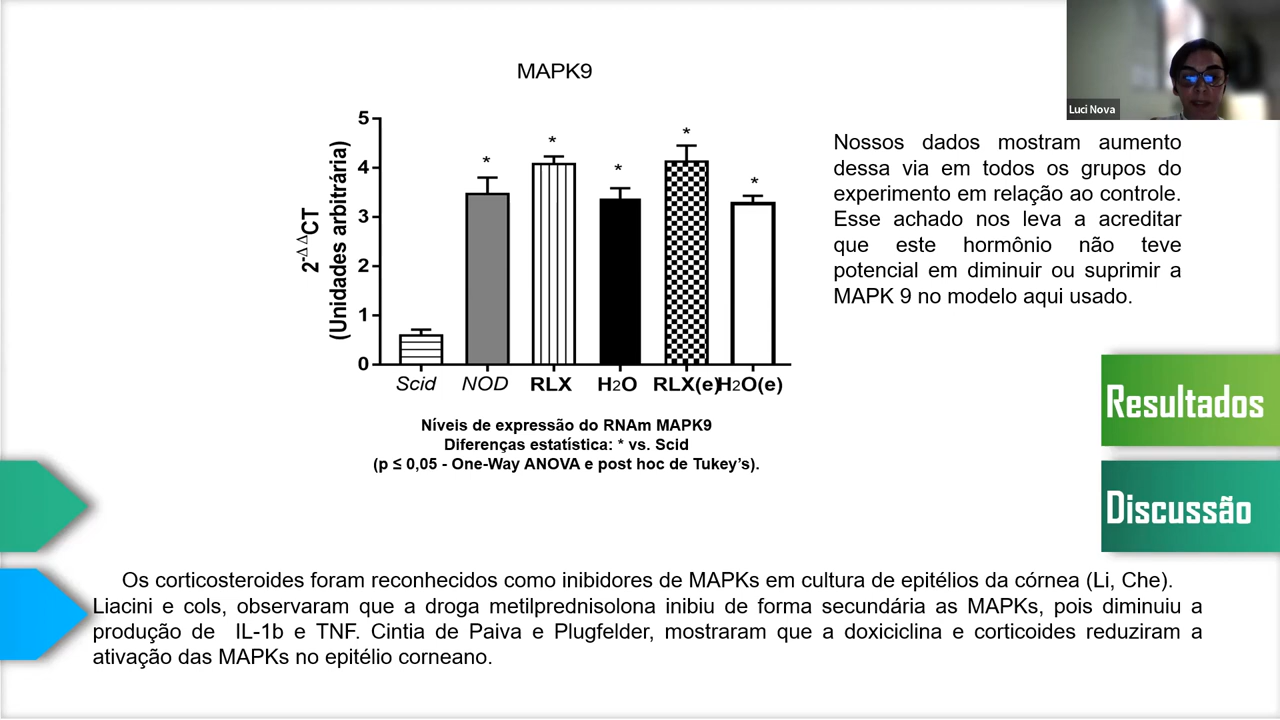 MAPK9
Luci Nova
2-ΔΔCT
(Unidades arbitrária)
5
4
3
2
1
0
* * * * *
Scid NOD RLX H2O RLX(e) H2O(e)
Níveis de expressão do RNAm MAPK9
Diferenças estatística: * vs. Scid
(p ≤ 0,05 - One-Way ANOVA e post hoc de Tukey's).
Nossos dados mostram aumento
dessa via em todos os grupos do
experimento em relação ao controle.
Esse achado nos leva a acreditar
que este hormônio não teve
potencial em diminuir ou suprimir a
MAPK 9 no modelo aqui usado.
Resultados
Discussão
Os corticosteroides foram reconhecidos como inibidores de MAPKs em cultura de epitélios da córnea (Li, Che).
Liacini e cols, observaram que a droga metilprednisolona inibiu de forma secundária as MAPKs, pois diminuiu a
produção de IL-1b e TNF. Cintia de Paiva e Plugfelder, mostraram que a doxiciclina e corticoides reduziram a
ativação das MAPKs no epitélio corneano.